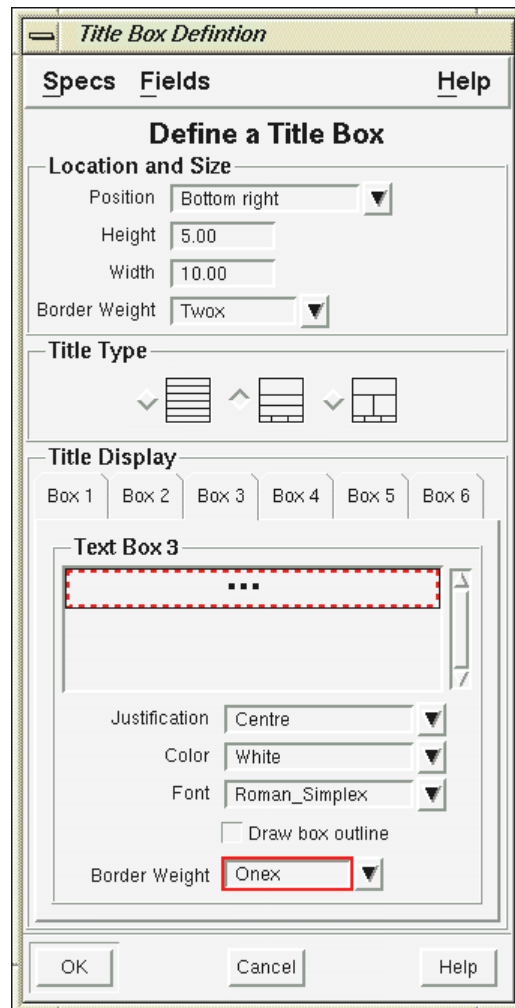 Title Box Defintion
Specs Fields Help
Define a Title Box
Location and Size
Position Bottom right
Height 5.00
Width 10.00
Border Weight Twox
Title Type
Title Display
Box 1 Box 2 Box 3 Box 4 Box 5 Box 6
Text Box 3
...
Justification Centre
Color White
Font Roman_Simplex
Draw box outline
Border Weight Onex
OK Cancel Help